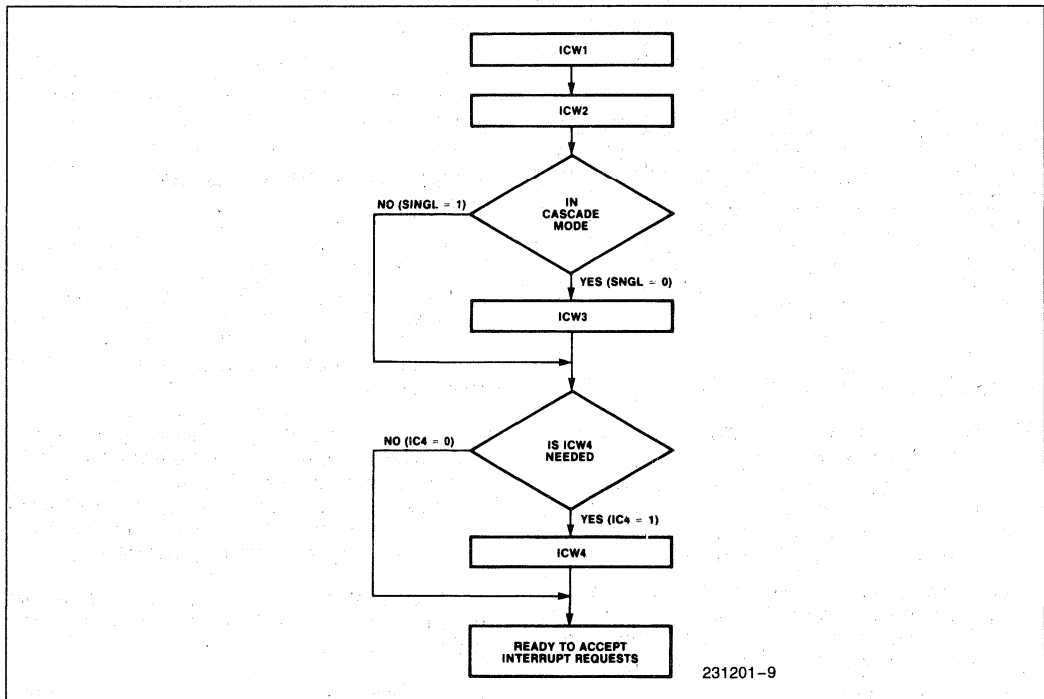 ICW1
ICW2
IN
CASCADE
MODE
NO (SINGL = 1)
YES (SNGL = 0)
ICW3
IS ICW4
NEEDED
NO (IC4 = 0)
YES (IC4 = 1)
ICW4
READY TO ACCEPT
INTERRUPT REQUESTS
231201-9